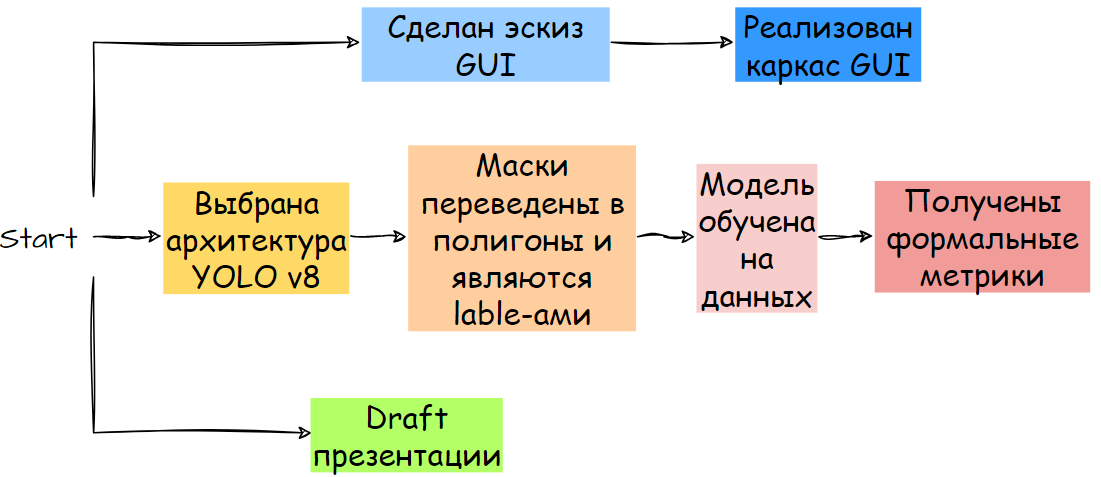 Сделан эскиз
GUI
Реализован
каркас GUI
Start
Выбрана
архитектура
YOLO v8
Маски
переведены в
полигоны и
являются
lable-ами
Модель
обучена
на
данных
Получены
формальные
метрики
Draft
презентации